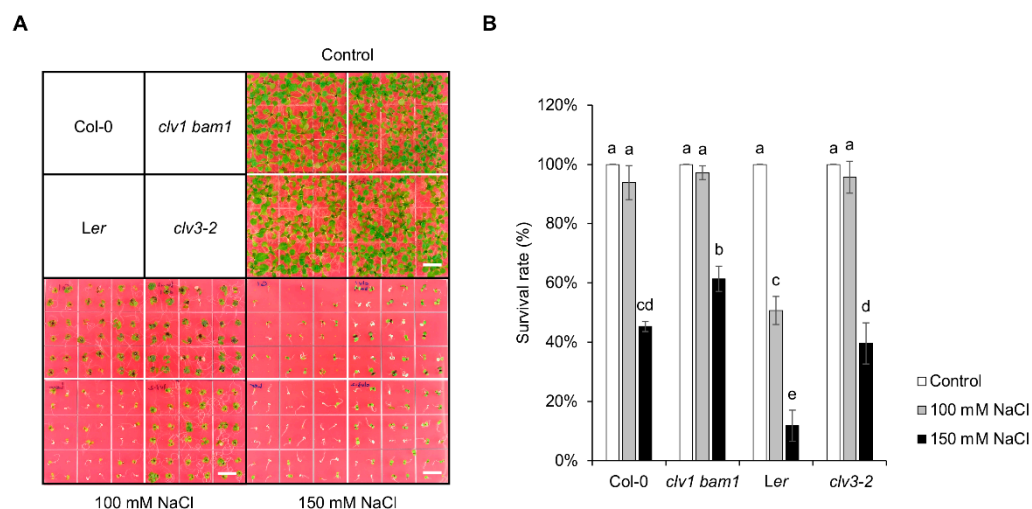 A
Control
Col-0
clv1 bam1
Ler
clv3-2
100 mM NaCl
150 mM NaCl
B
120%
100%
80%
60%
40%
20%
0%
Survival rate (%)
a a cd
a a b
a c e
a a d
Col-0
clv1 bam1
Ler
clv3-2
Control
100 mM NaCl
150 mM NaCl